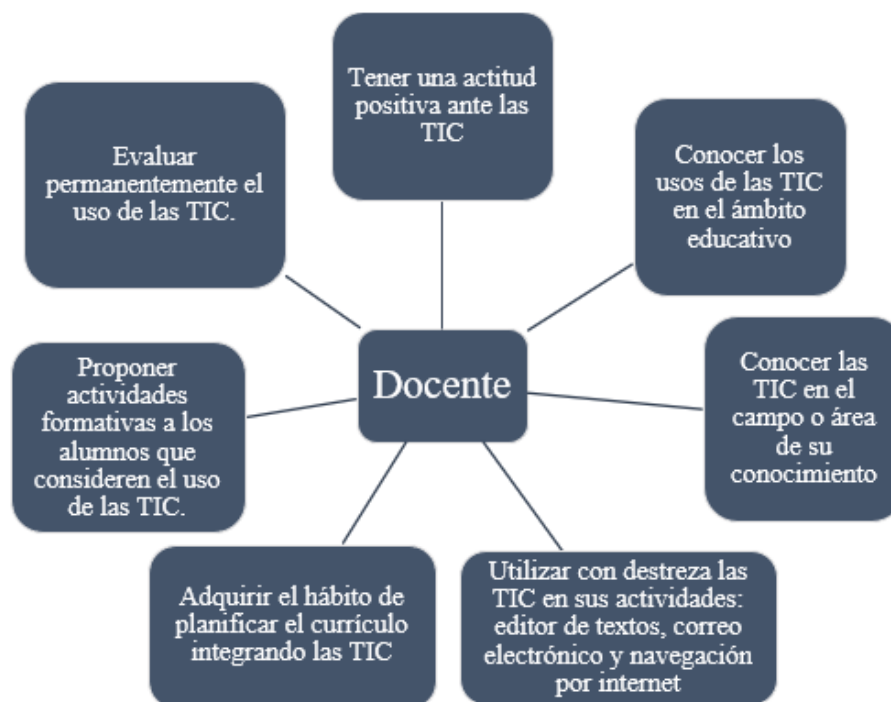 Tener una actitud
positiva ante las
TIC
Conocer los
usos de las TIC
en el ámbito
educativo
Conocer las
TIC en el
campo o área
de su
conocimiento
Utilizar con destreza las
TIC en sus actividades:
editor de textos, correo
electrónico y navegación
por internet
Adquirir el hábito de
planificar el currículo
integrando las TIC
Proponer
actividades
formativas a los
alumnos que
consideren el uso
de las TIC.
Evaluar
permanentemente el
uso de las TIC.
Docente